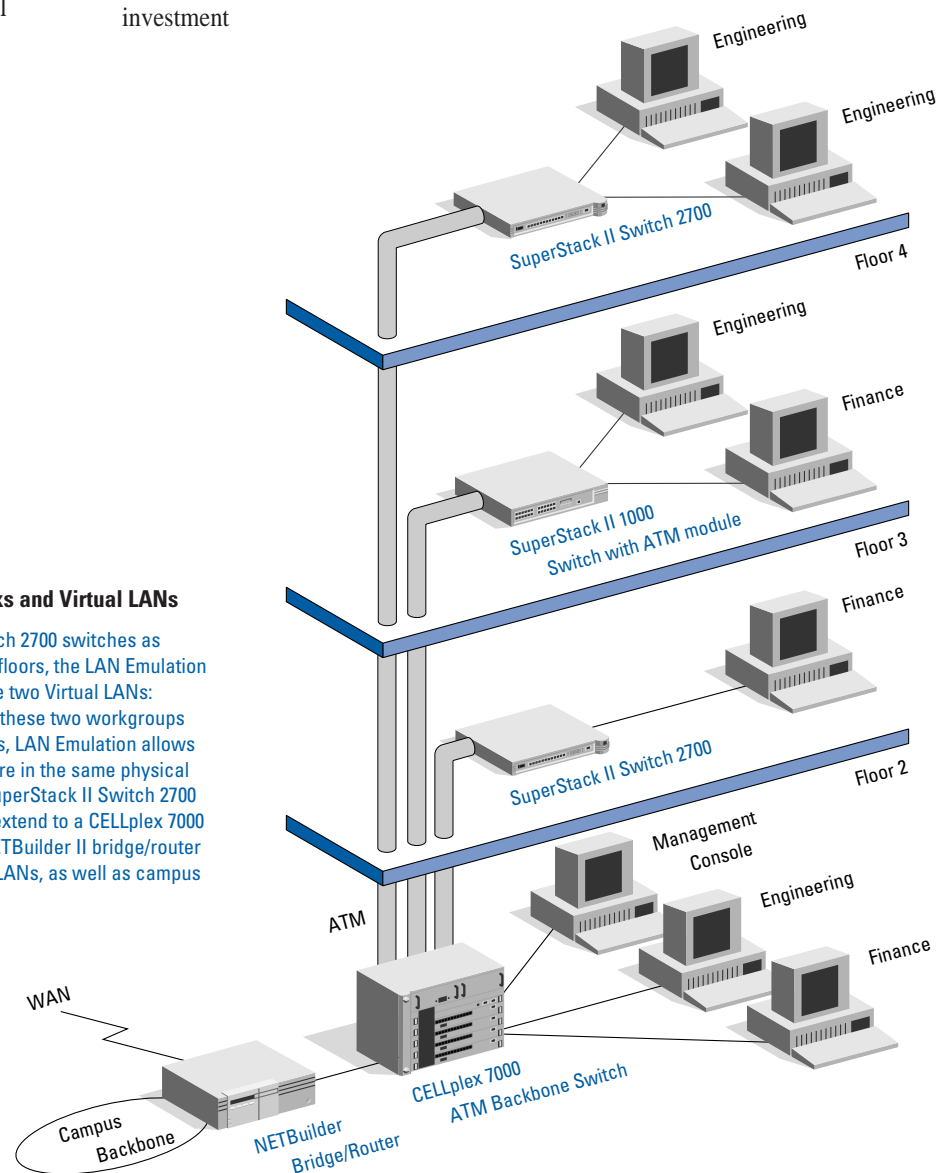 investment
Engineering
Engineering
SuperStack II Switch 2700
Floor 4
Engineering
Finance
SuperStack II 1000
Switch with ATM module
Floor 3
ks and Virtual LANs
ch 2700 switches as
floors, the LAN Emulation
e two Virtual LANs:
these two workgroups
s, LAN Emulation allows
re in the same physical
uperStack II Switch 2700
extend to a CELLplex 7000
ETBuilder II bridge/router
LANs, as well as campus
Finance
SuperStack II Switch 2700
Floor 2
Management
Console
Engineering
Finance
ATM
WAN
CELLplex 7000
ATM Backbone Switch
Campus
Backbone
NETBuilder
Bridge/Router